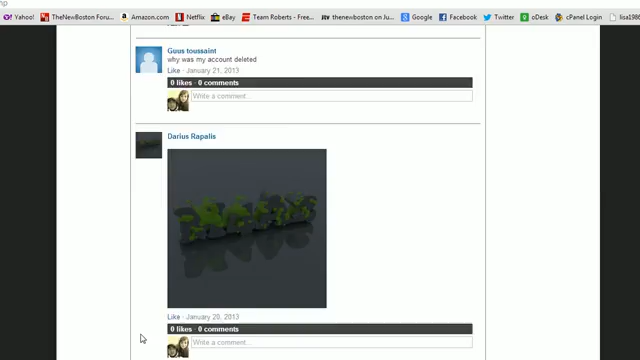 Yahoo! TheNewBoston Forum... Amazon.com Netflix eBay Team Roberts - Free... thenewboston on Ju... Google Facebook Twitter oDesk cPanel Login
Guus toussaint
why was my account deleted
Like · January 21, 2013
0 likes · 0 comments
Write a comment...
Darius Rapalis
Like · January 20, 2013
0 likes · 0 comments
Write a comment...